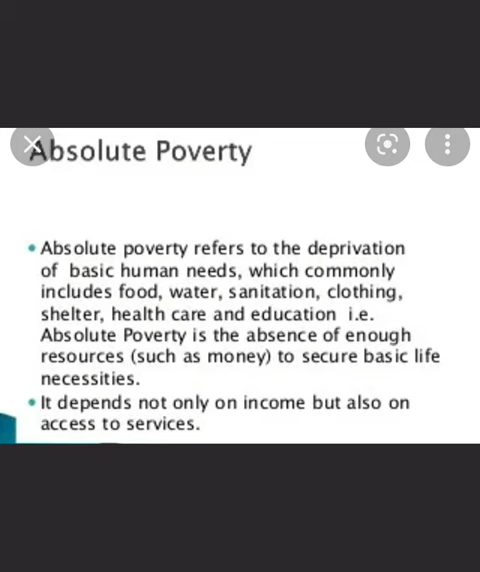 Absolute Poverty
• Absolute poverty refers to the deprivation
of basic human needs, which commonly
includes food, water, sanitation, clothing,
shelter, health care and education i.e.
Absolute Poverty is the absence of enough
resources (such as money) to secure basic life
necessities.
• It depends not only on income but also on
access to services.